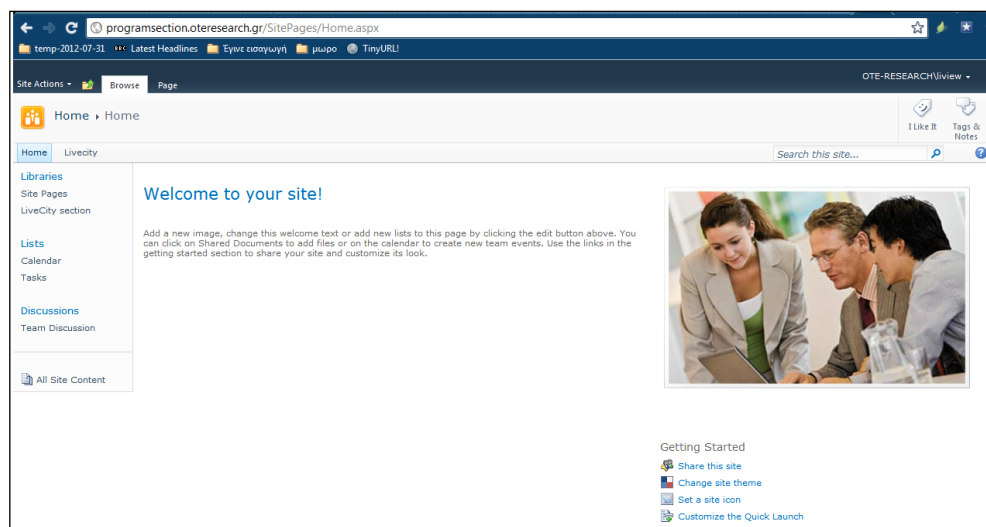 programsection.oteresearch.gr/SitePages/Home.aspx
temp-2012-07-31 BBC Latest Headlines Έγινε εισαγωγή μωρο TinyURL!
OTE-RESEARCH\liview
Site Actions Browse Page
Home Home
I Like It Tags & Notes
Home Livecity Search this site...
Libraries
Site Pages
LiveCity section
Lists
Calendar
Tasks
Discussions
Team Discussion
All Site Content
Welcome to your site!
Add a new image, change this welcome text or add new lists to this page by clicking the edit button above. You
can click on Shared Documents to add files or on the calendar to create new team events. Use the links in the
getting started section to share your site and customize its look.
Getting Started
Share this site
Change site theme
Set a site icon
Customize the Quick Launch